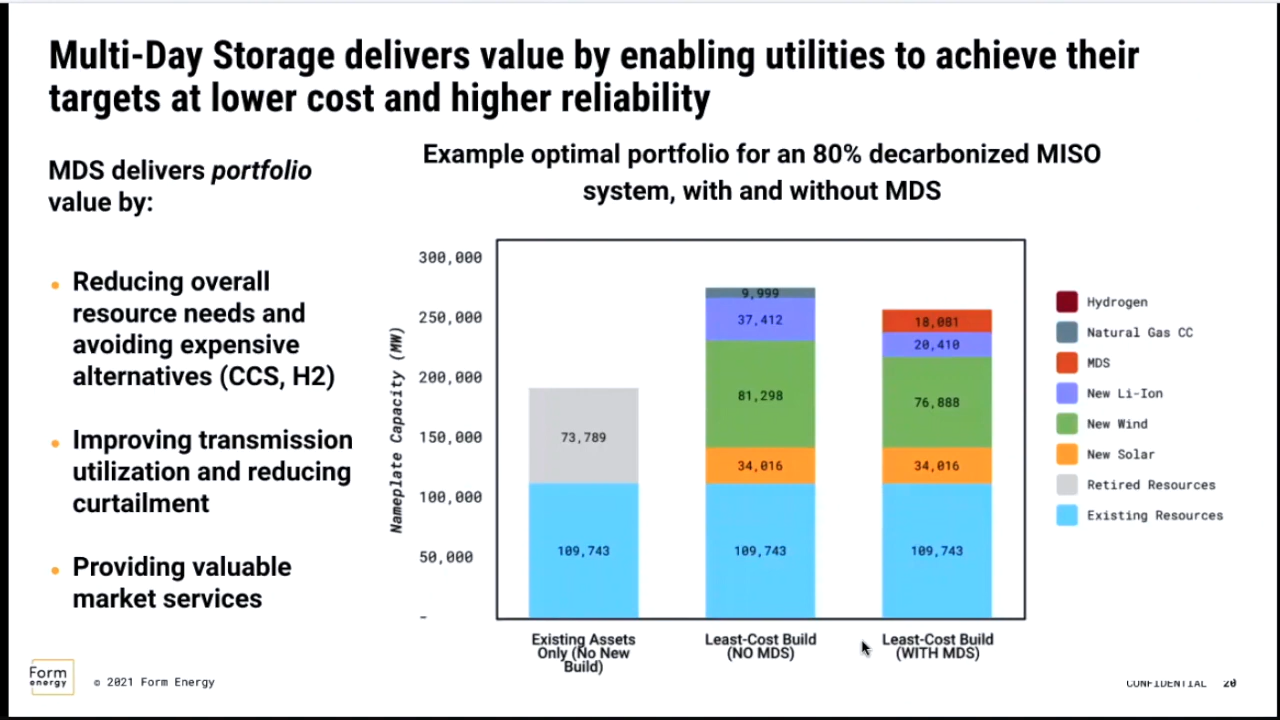 Multi-Day Storage delivers value by enabling utilities to achieve their
targets at lower cost and higher reliability
MDS delivers portfolio
value by:
• Reducing overall
resource needs and
avoiding expensive
alternatives (CCS, H2)
• Improving transmission
utilization and reducing
curtailment
• Providing valuable
market services
Example optimal portfolio for an 80% decarbonized MISO
system, with and without MDS
Nameplate Capacity (MW)
300,000
250,000
200,000
150,000
100,000
50,000
-
73,789
109,743
9,999
37,412
81,298
34,016
109,743
18,081
20,410
76,888
34,016
109,743
Existing Assets
Only (No New
Build)
Least-Cost Build
(NO MDS)
Least-Cost Build
(WITH MDS)
Hydrogen
Natural Gas CC
MDS
New Li-Ion
New Wind
New Solar
Retired Resources
Existing Resources
Form
energy
© 2021 Form Energy
CONFIDENTIAL
20